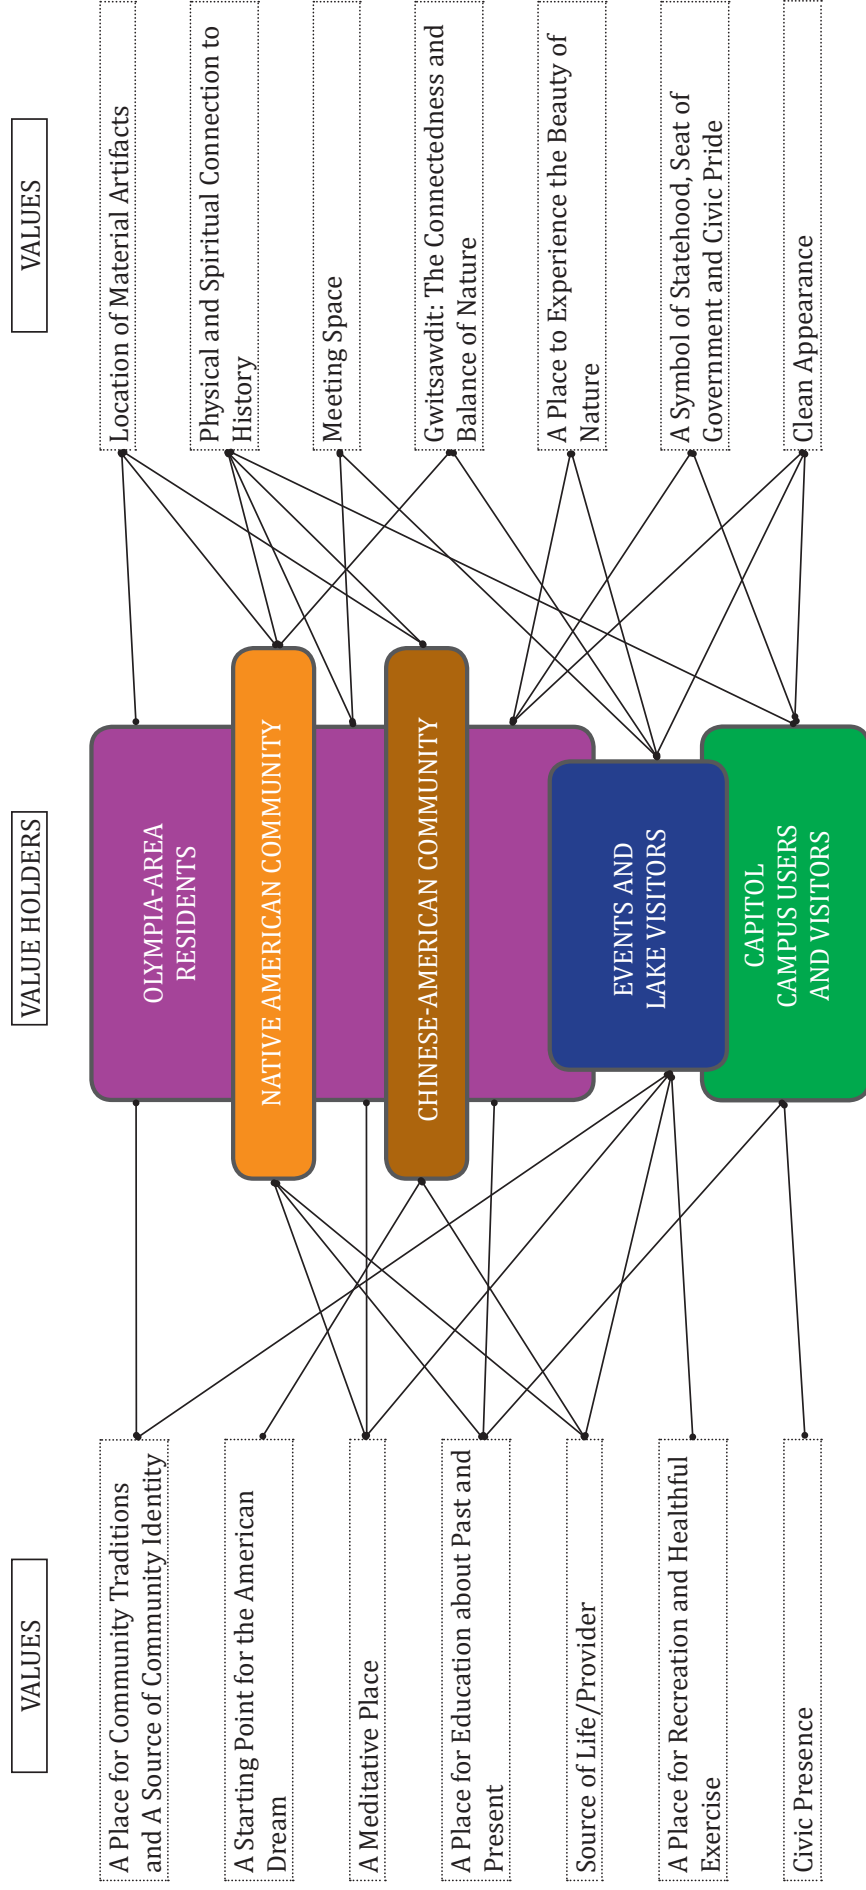 VALUES
A Place for Community Traditions
and A Source of Community Identity
A Starting Point for the American
Dream
A Meditative Place
A Place for Education about Past and
Present
Source of Life/Provider
A Place for Recreation and Healthful
Exercise
Civic Presence
VALUE HOLDERS
OLYMPIA-AREA
RESIDENTS
NATIVE AMERICAN COMMUNITY
CHINESE-AMERICAN COMMUNITY
EVENTS AND
LAKE VISITORS
CAPITOL
CAMPUS USERS
AND VISITORS
VALUES
Location of Material Artifacts
Physical and Spiritual Connection to
History
Meeting Space
Gwitsawdit: The Connectedness and
Balance of Nature
A Place to Experience the Beauty of
Nature
A Symbol of Statehood, Seat of
Government and Civic Pride
Clean Appearance